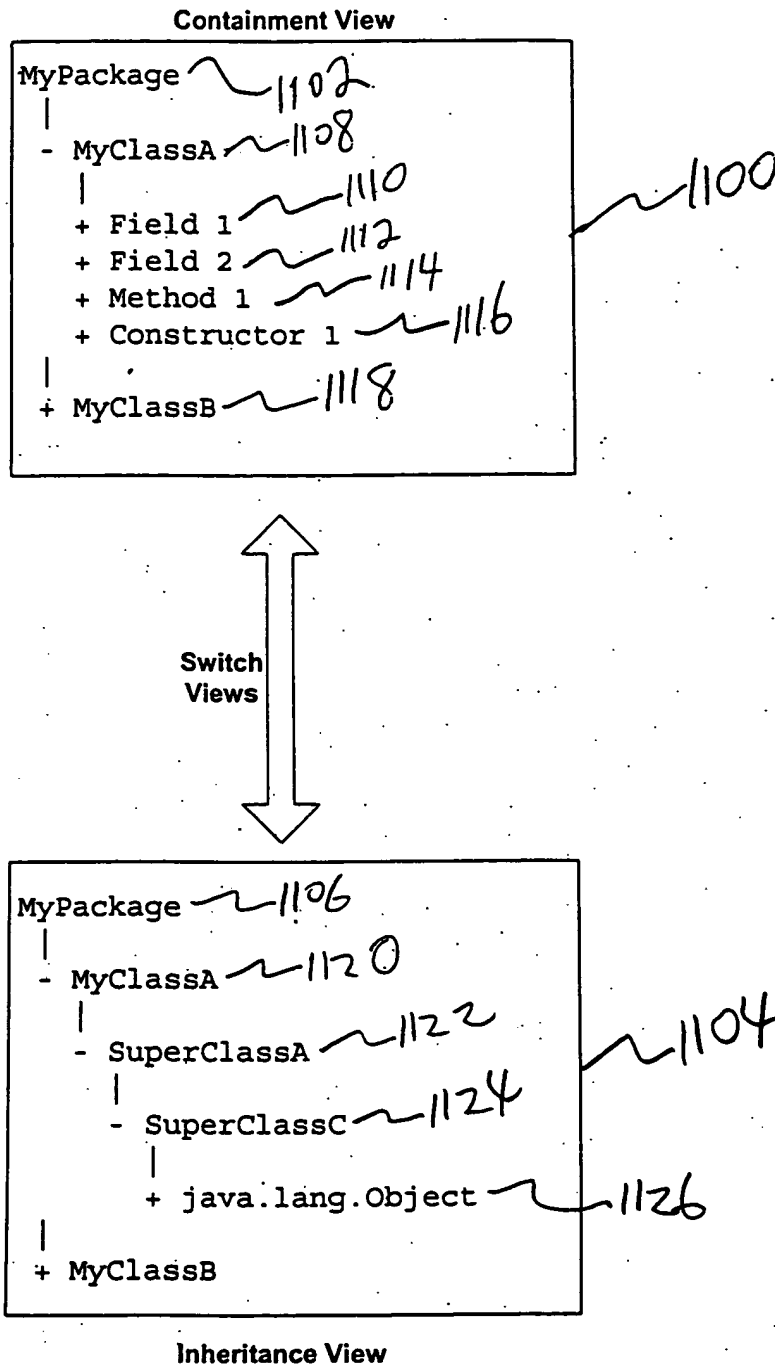 Containment View
MyPackage 1102
|
- MyClassA 1108
|
+ Field 1 1110
+ Field 2 1112
+ Method 1 1114
+ Constructor 1 1116
|
+ MyClassB 1118
1100
Switch
Views
MyPackage 1106
|
- MyClassA 1120
|
- SuperClassA 1122
|
- SuperClassC 1124
|
+ java.lang.Object 1126
|
+ MyClassB
1104
Inheritance View